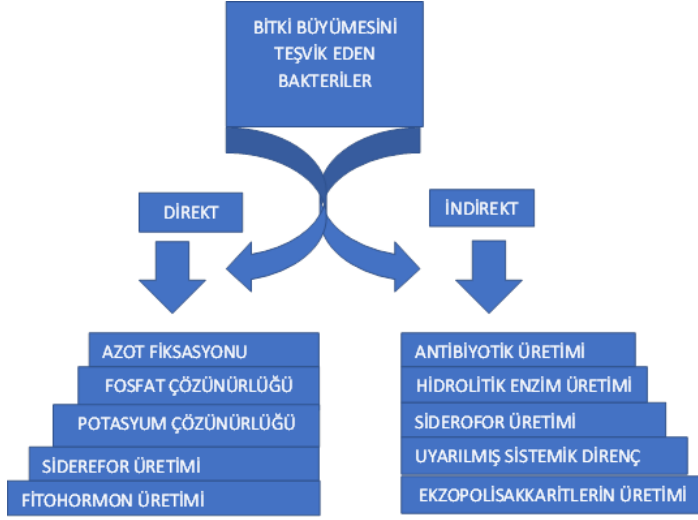 BİTKİ BÜYÜMESİNİ
TEŞVİK EDEN
BAKTERİLER
DİREKT
İNDİREKT
AZOT FİKSASYONU
FOSFAT ÇÖZÜNÜRLÜĞÜ
POTASYUM ÇÖZÜNÜRLÜĞÜ
SİDEREFOR ÜRETİMİ
FİTOHORMON ÜRETİMİ
ANTİBİYOTİK ÜRETİMİ
HİDROLİTİK ENZİM ÜRETİMİ
SİDEROFOR ÜRETİMİ
UYARILMIŞ SİSTEMİK DİRENÇ
EKZOPOLİSAKKARİTLERİN ÜRETİMİ